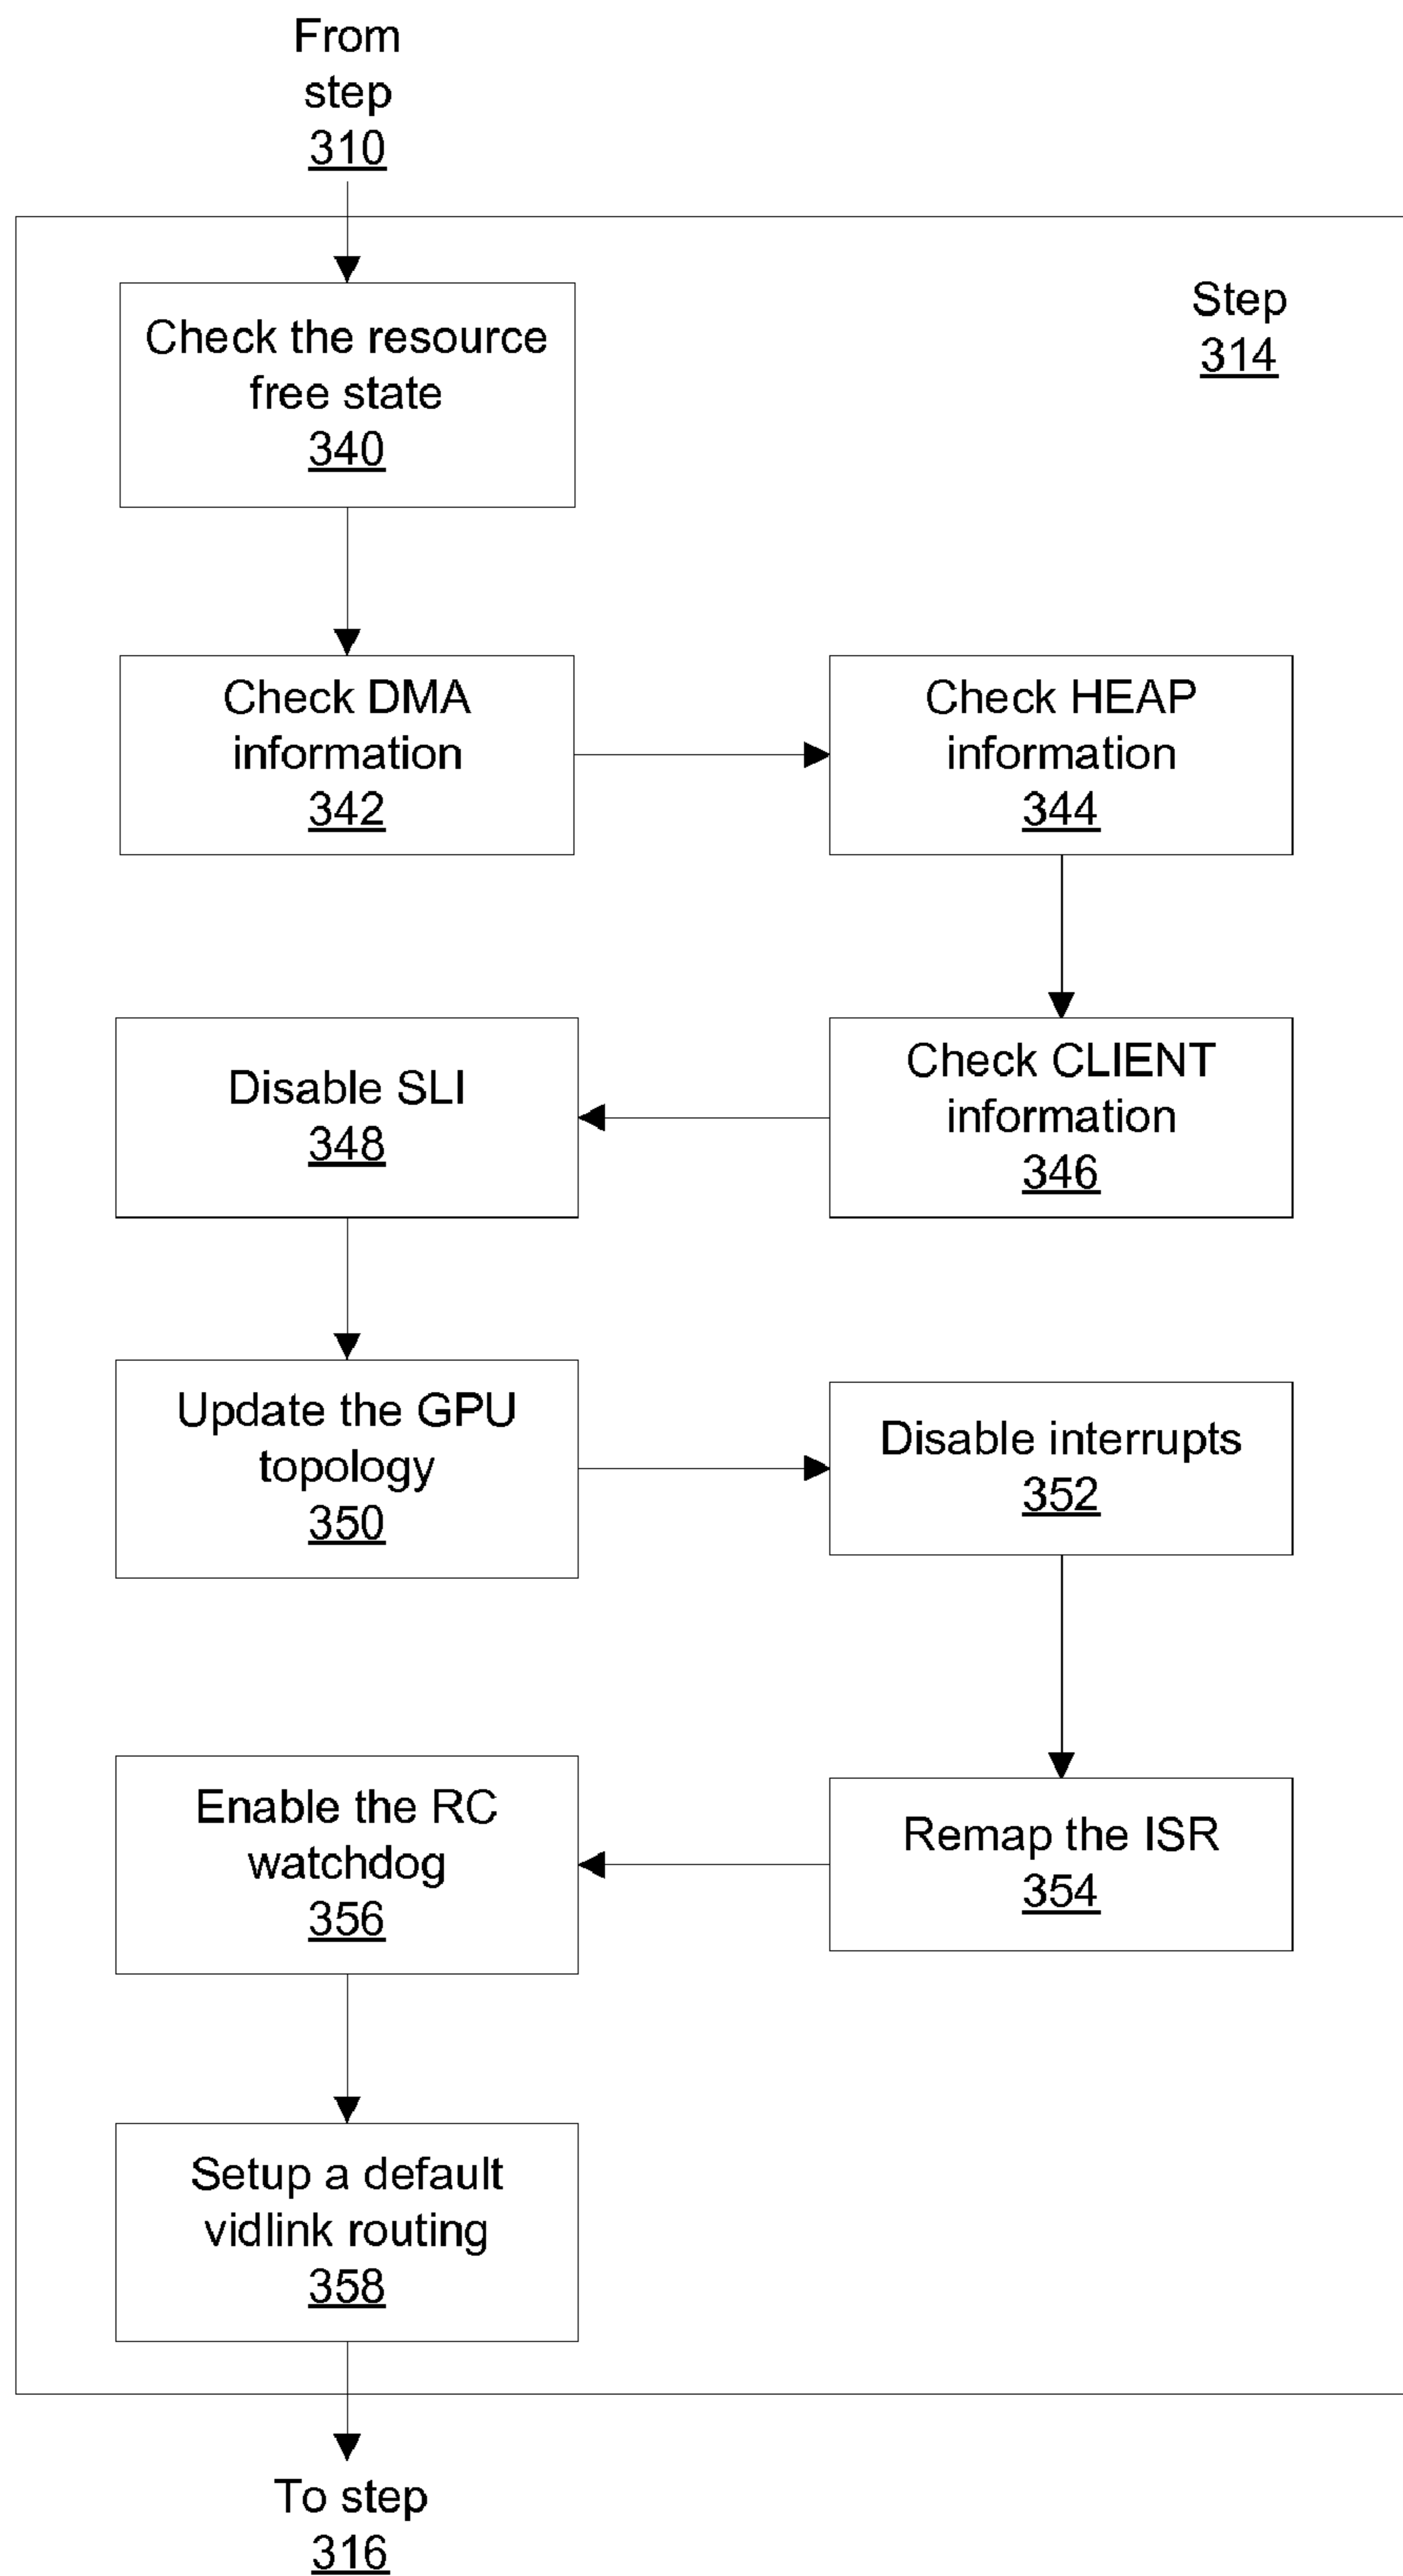 From
step
310
Step
314
Check the resource
free state
340
Check DMA
information
342
Check HEAP
information
344
Check CLIENT
information
346
Disable SLI
348
Update the GPU
topology
350
Disable interrupts
352
Remap the ISR
354
Enable the RC
watchdog
356
Setup a default
vidlink routing
358
To step
316